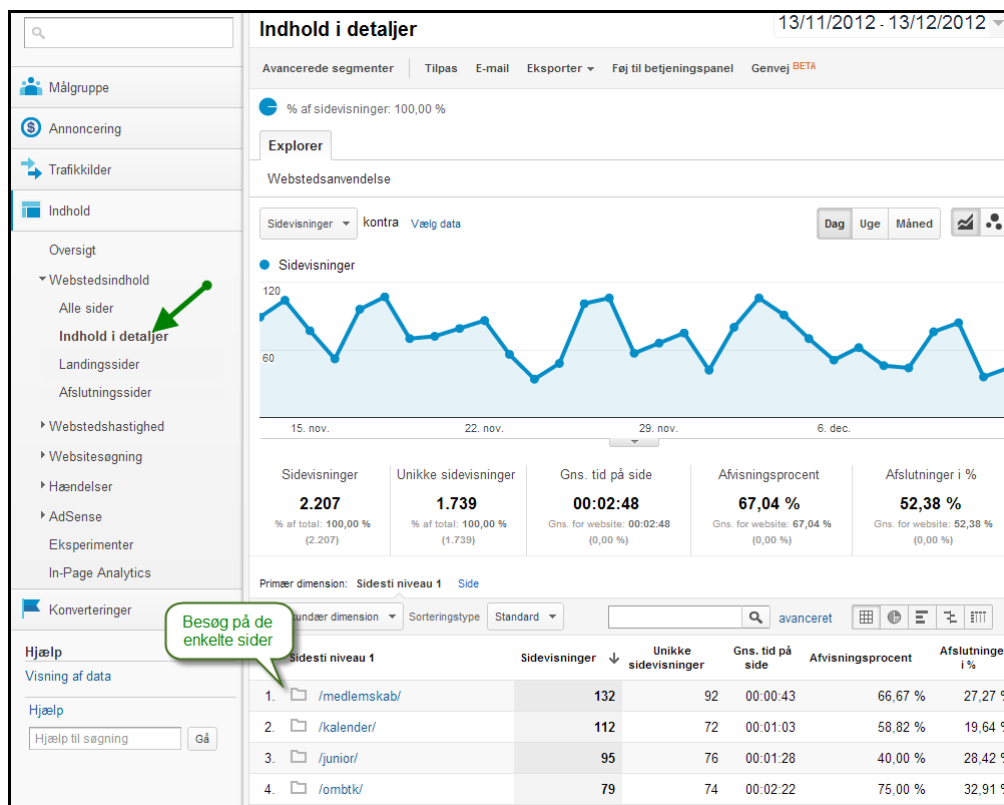 Indhold i detaljer
13/11/2012 - 13/12/2012
Avancerede segmenter Tilpas E-mail Eksporter Føj til betjeningspanel Genvej BETA
% af sidevisninger: 100,00 %
Explorer
Webstedsanvendelse
Sidevisninger kontra Vælg data
Dag Uge Måned
Sidevisninger
120
60
15. nov. 22. nov. 29. nov. 6. dec.
Målgruppe
Annoncering
Trafikkilder
Indhold
Oversigt
Webstedsindhold
Alle sider
Indhold i detaljer
Landingssider
Afslutningssider
Webstedshastighed
Websitesøgning
Hændelser
AdSense
Eksperimenter
In-Page Analytics
Konverteringer
Hjælp
Visning af data
Hjælp
Hjælp til søgning Gå
Sidevisninger Unikke sidevisninger Gns. tid på side Afvisningsprocent Afslutninger i %
2.207 1.739 00:02:48 67,04 % 52,38 %
% af total: 100,00 % % af total: 100,00 % Gns. for website: 00:02:48 Gns. for website: 67,04 % Gns. for website: 52,38 %
(2.207) (1.739) (0,00 %) (0,00 %) (0,00 %)
Primær dimension: Sidesti niveau 1 Side
Besøg på de
enkelte sider
dimension Sorteringstype Standard avanceret
Sidesti niveau 1 Sidevisninger Unikke sidevisninger Gns. tid på side Afvisningsprocent Afslutninger i %
1. /medlemskab/ 132 92 00:00:43 66,67 % 27,27 %
2. /kalender/ 112 72 00:01:03 58,82 % 19,64 %
3. /junior/ 95 76 00:01:28 40,00 % 28,42 %
4. /ombtk/ 79 74 00:02:22 75,00 % 32,91 %